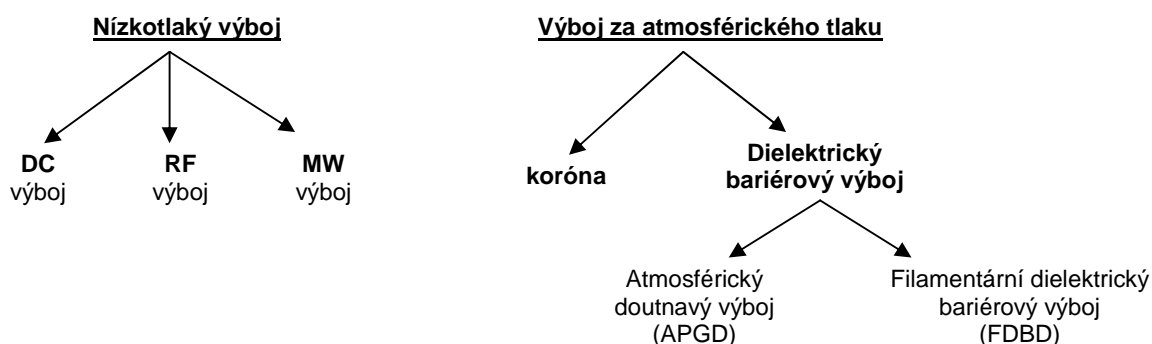 Nízkotlaký výboj
DC
výboj
RF
výboj
MW
výboj
Výboj za atmosférického tlaku
koróna
Dielektrický
bariérový výboj
Atmosférický
doutnavý výboj
(APGD)
Filamentární dielektrický
bariérový výboj
(FDBD)